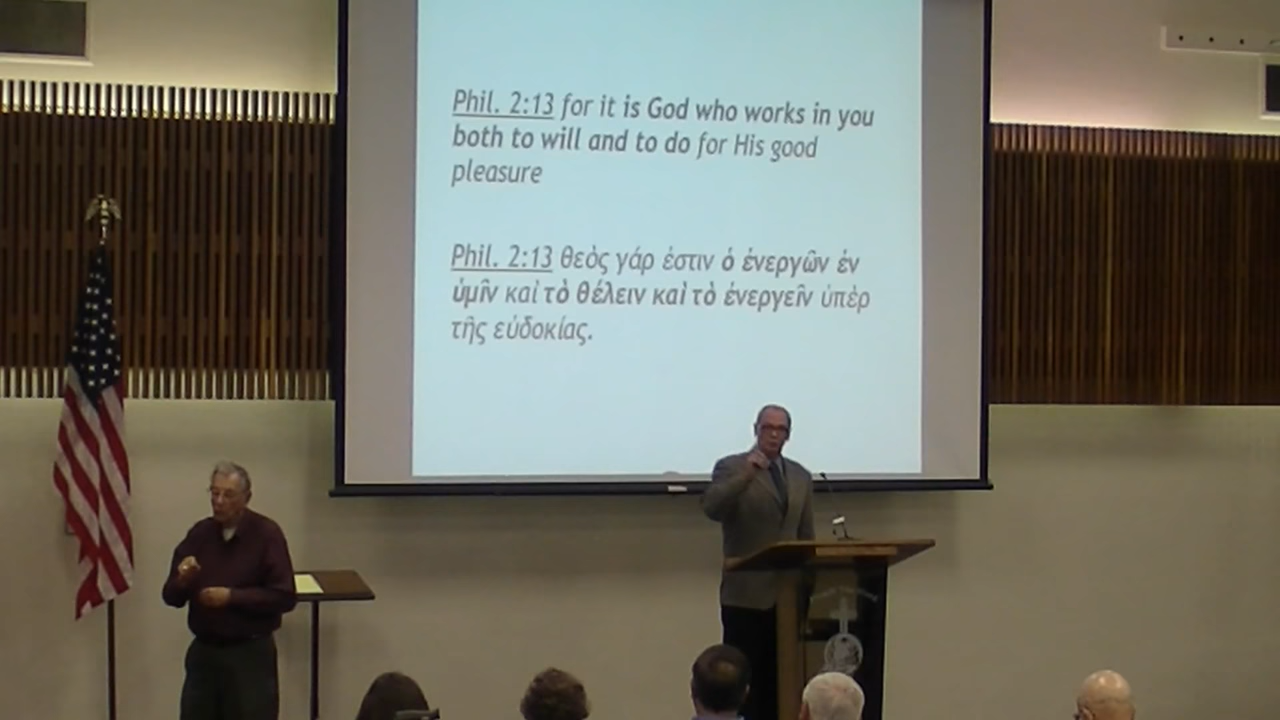 Phil. 2:13 for it is God who works in you
both to will and to do for His good
pleasure
Phil. 2:13 θεὸς γάρ ἐστιν ὁ ἐνεργῶν ἐν
ὑμῖν καὶ τὸ θέλειν καὶ τὸ ἐνεργεῖν ὑπὲρ
τῆς εὐδοκίας.